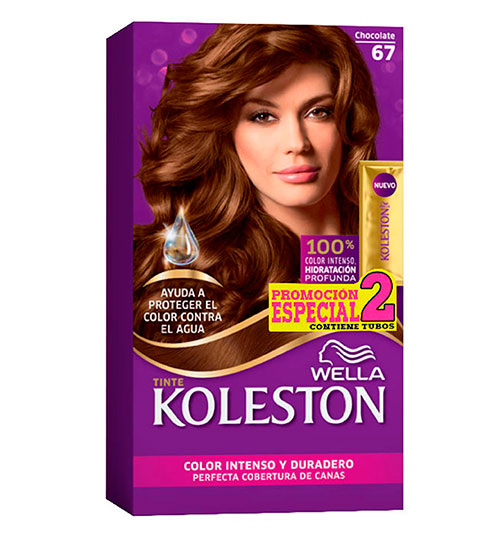 Chocolate
67
NUEVO
KOLESTON
100%
COLOR INTENSO,
HIDRATACIÓN
PROFUNDA
AYUDA A
PROTEGER EL
COLOR CONTRA
EL AGUA
PROMOCIÓN
ESPECIAL 2
CONTIENE TUBOS
WELLA
TINTE
KOLESTON
COLOR INTENSO Y DURADERO
PERFECTA COBERTURA DE CANAS